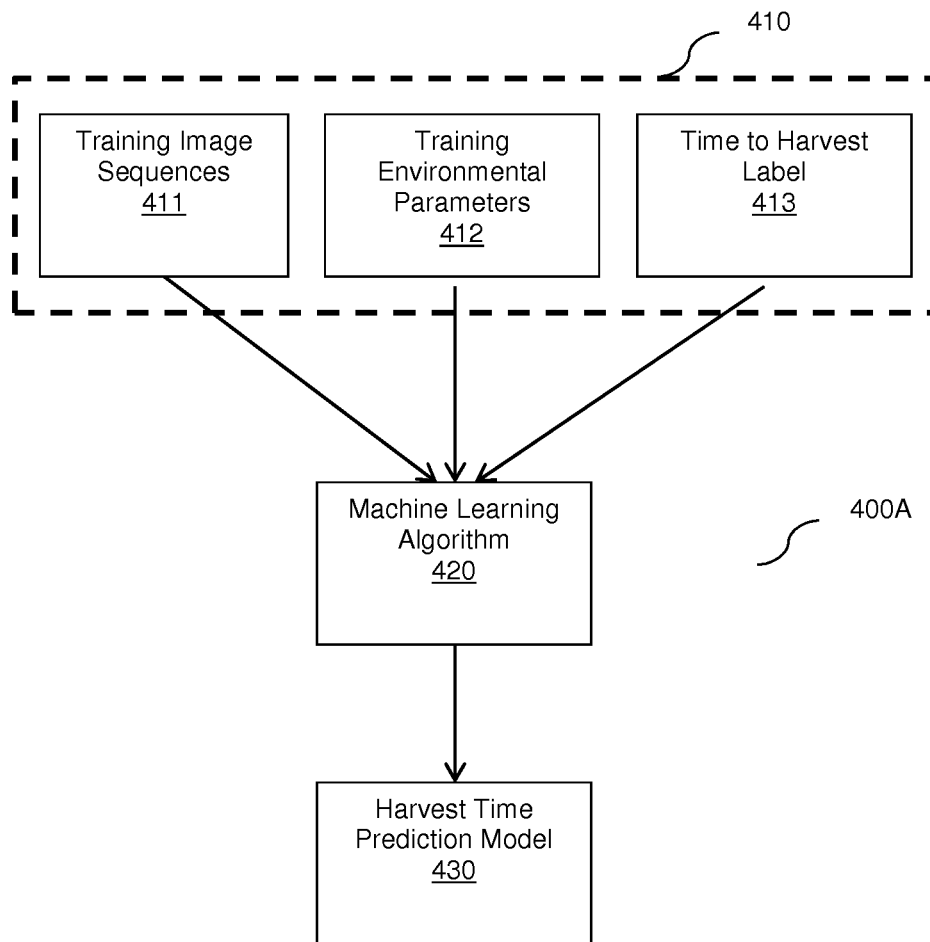 410
Training Image
Sequences
411
Training
Environmental
Parameters
412
Time to Harvest
Label
413
Machine Learning
Algorithm
420
400A
Harvest Time
Prediction Model
430